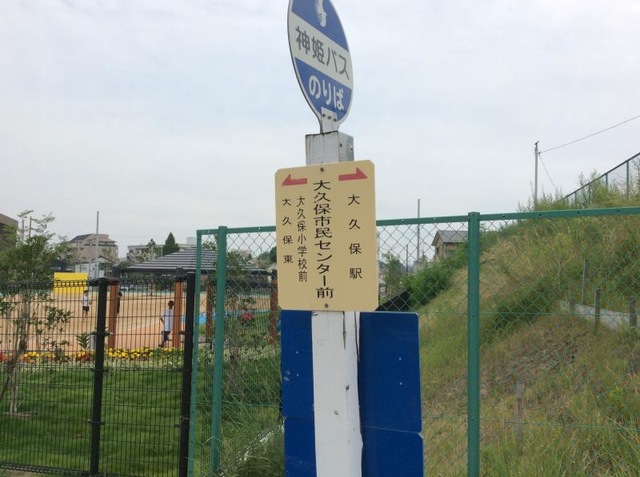 神姫バス
のりば
大久保駅
大久保市民センター前
大久保小学校前
大久保東